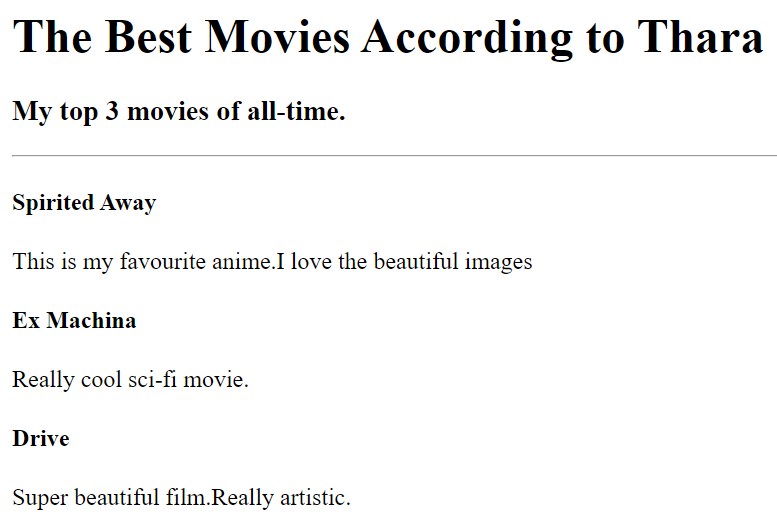 The Best Movies According to Thara
My top 3 movies of all-time.
Spirited Away
This is my favourite anime.I love the beautiful images
Ex Machina
Really cool sci-fi movie.
Drive
Super beautiful film.Really artistic.